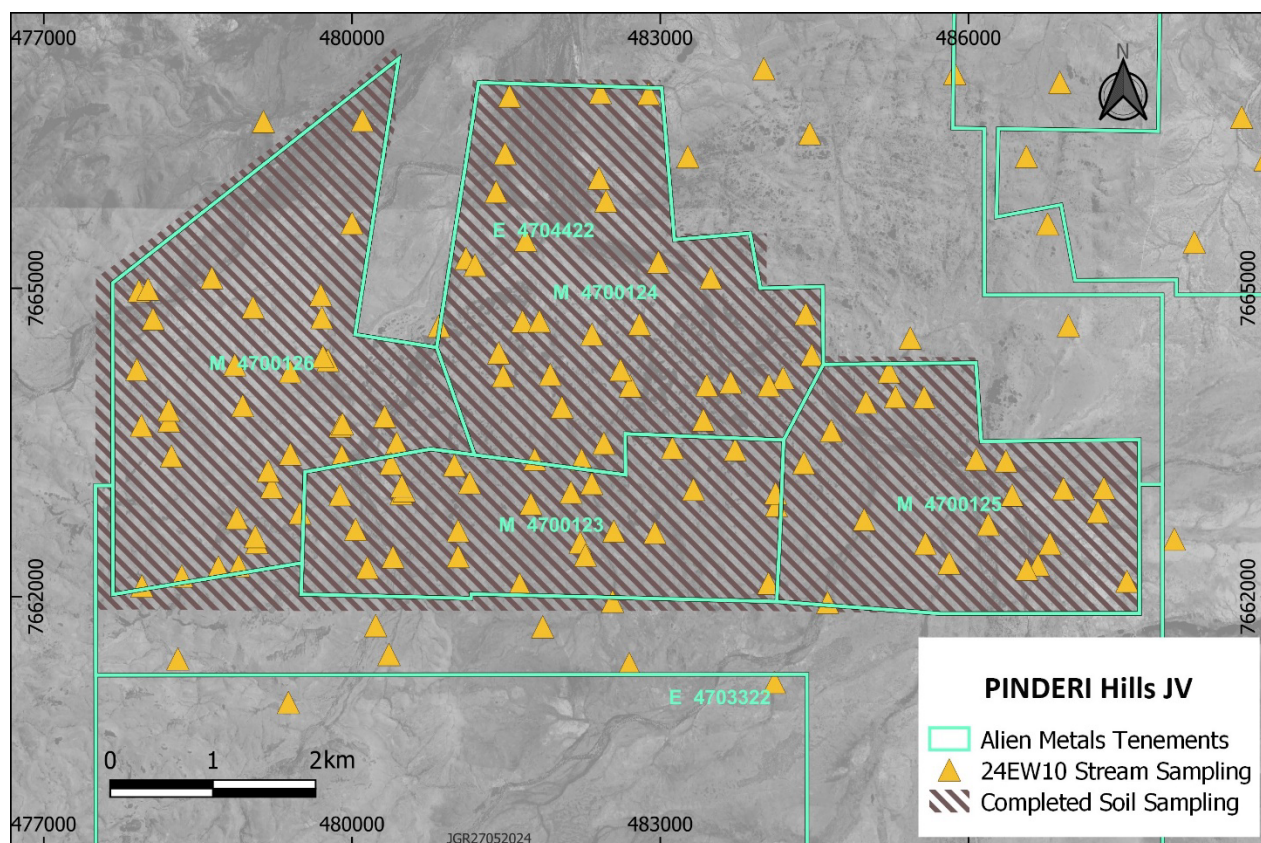 477000
480000
483000
486000
N
7665000
7665000
E 4704422
M 4700124
M 4700126
M 4700125
M 4700123
7662000
7662000
E 4703322
PINDERI Hills JV
Alien Metals Tenements
24EW10 Stream Sampling
Completed Soil Sampling
0 1 2km
477000
480000
483000
JGR27052024